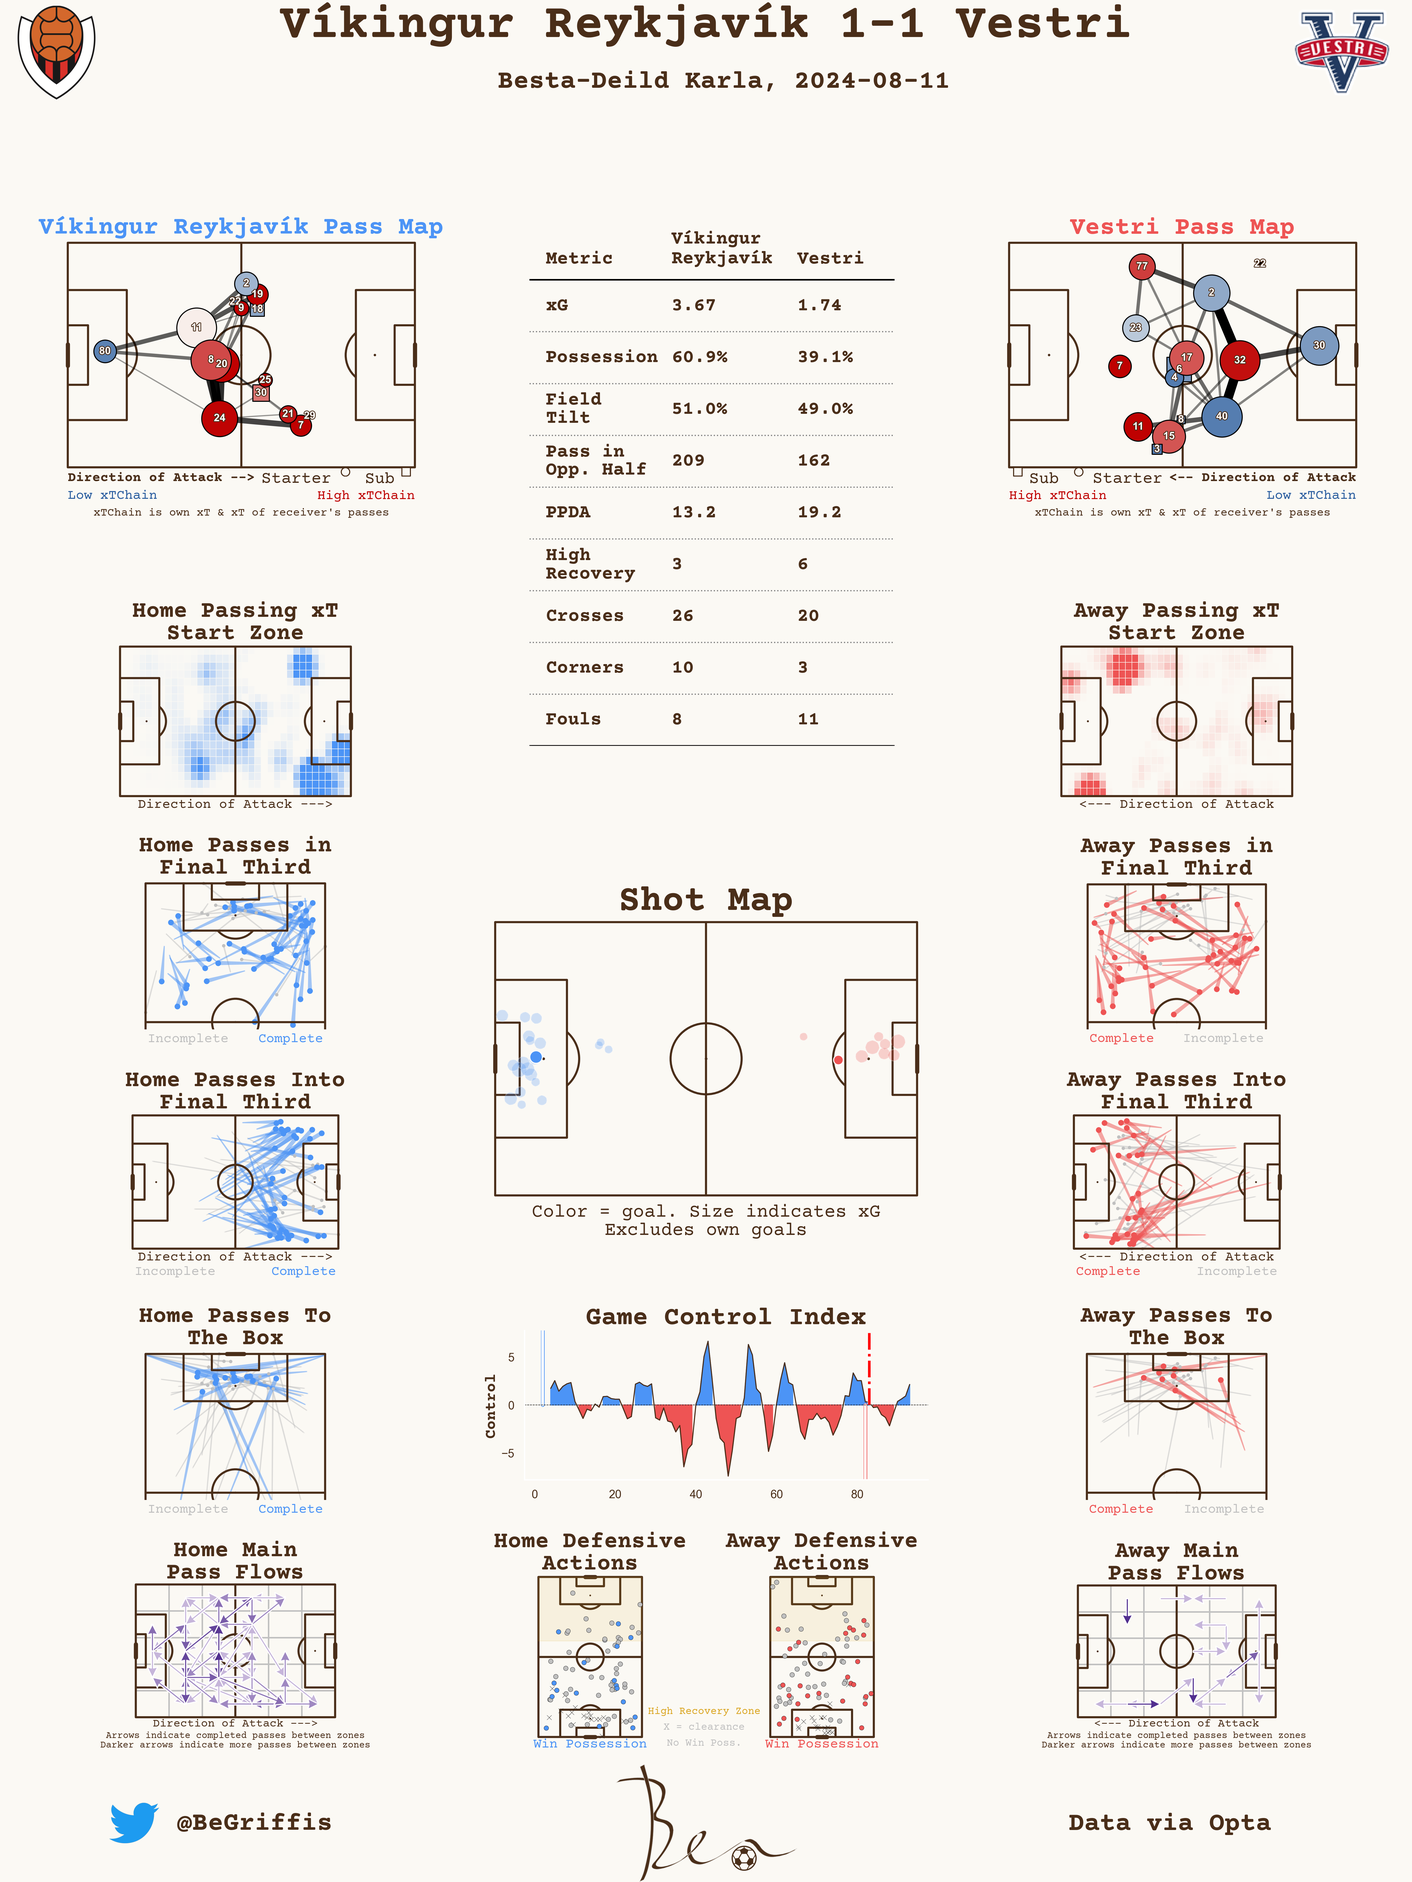 Víkingur Reykjavík 1-1 Vestri
Besta-Deild Karla, 2024-08-11
VESTRI
Víkingur Reykjavík Pass Map
80
11
2
19
9
18
8
20
25
30
24
21
29
7
Direction of Attack --> Starter Sub
Low xTChain High xTChain
xTChain is own xT & xT of receiver's passes
Metric Víkingur Reykjavík Vestri
xG 3.67 1.74
Possession 60.9% 39.1%
Field Tilt 51.0% 49.0%
Pass in Opp. Half 209 162
PPDA 13.2 19.2
High Recovery 3 6
Crosses 26 20
Corners 10 3
Fouls 8 11
Vestri Pass Map
77
22
2
23
30
17
32
7
6
4
40
8
11
15
3
Sub Starter <-- Direction of Attack
High xTChain Low xTChain
xTChain is own xT & xT of receiver's passes
Home Passing xT
Start Zone
Direction of Attack --->
Away Passing xT
Start Zone
<--- Direction of Attack
Home Passes in
Final Third
Incomplete Complete
Away Passes in
Final Third
Complete Incomplete
Shot Map
Color = goal. Size indicates xG
Excludes own goals
Home Passes Into
Final Third
Direction of Attack --->
Incomplete Complete
Away Passes Into
Final Third
<--- Direction of Attack
Complete Incomplete
Home Passes To
The Box
Incomplete Complete
Game Control Index
Control
5
0
−5
0 20 40 60 80
Away Passes To
The Box
Complete Incomplete
Home Main
Pass Flows
Direction of Attack --->
Arrows indicate completed passes between zones
Darker arrows indicate more passes between zones
Home Defensive
Actions
Win Possession
Away Defensive
Actions
Win Possession
High Recovery Zone
X = clearance
No Win Poss.
Away Main
Pass Flows
<--- Direction of Attack
Arrows indicate completed passes between zones
Darker arrows indicate more passes between zones
@BeGriffis
Ben
Data via Opta